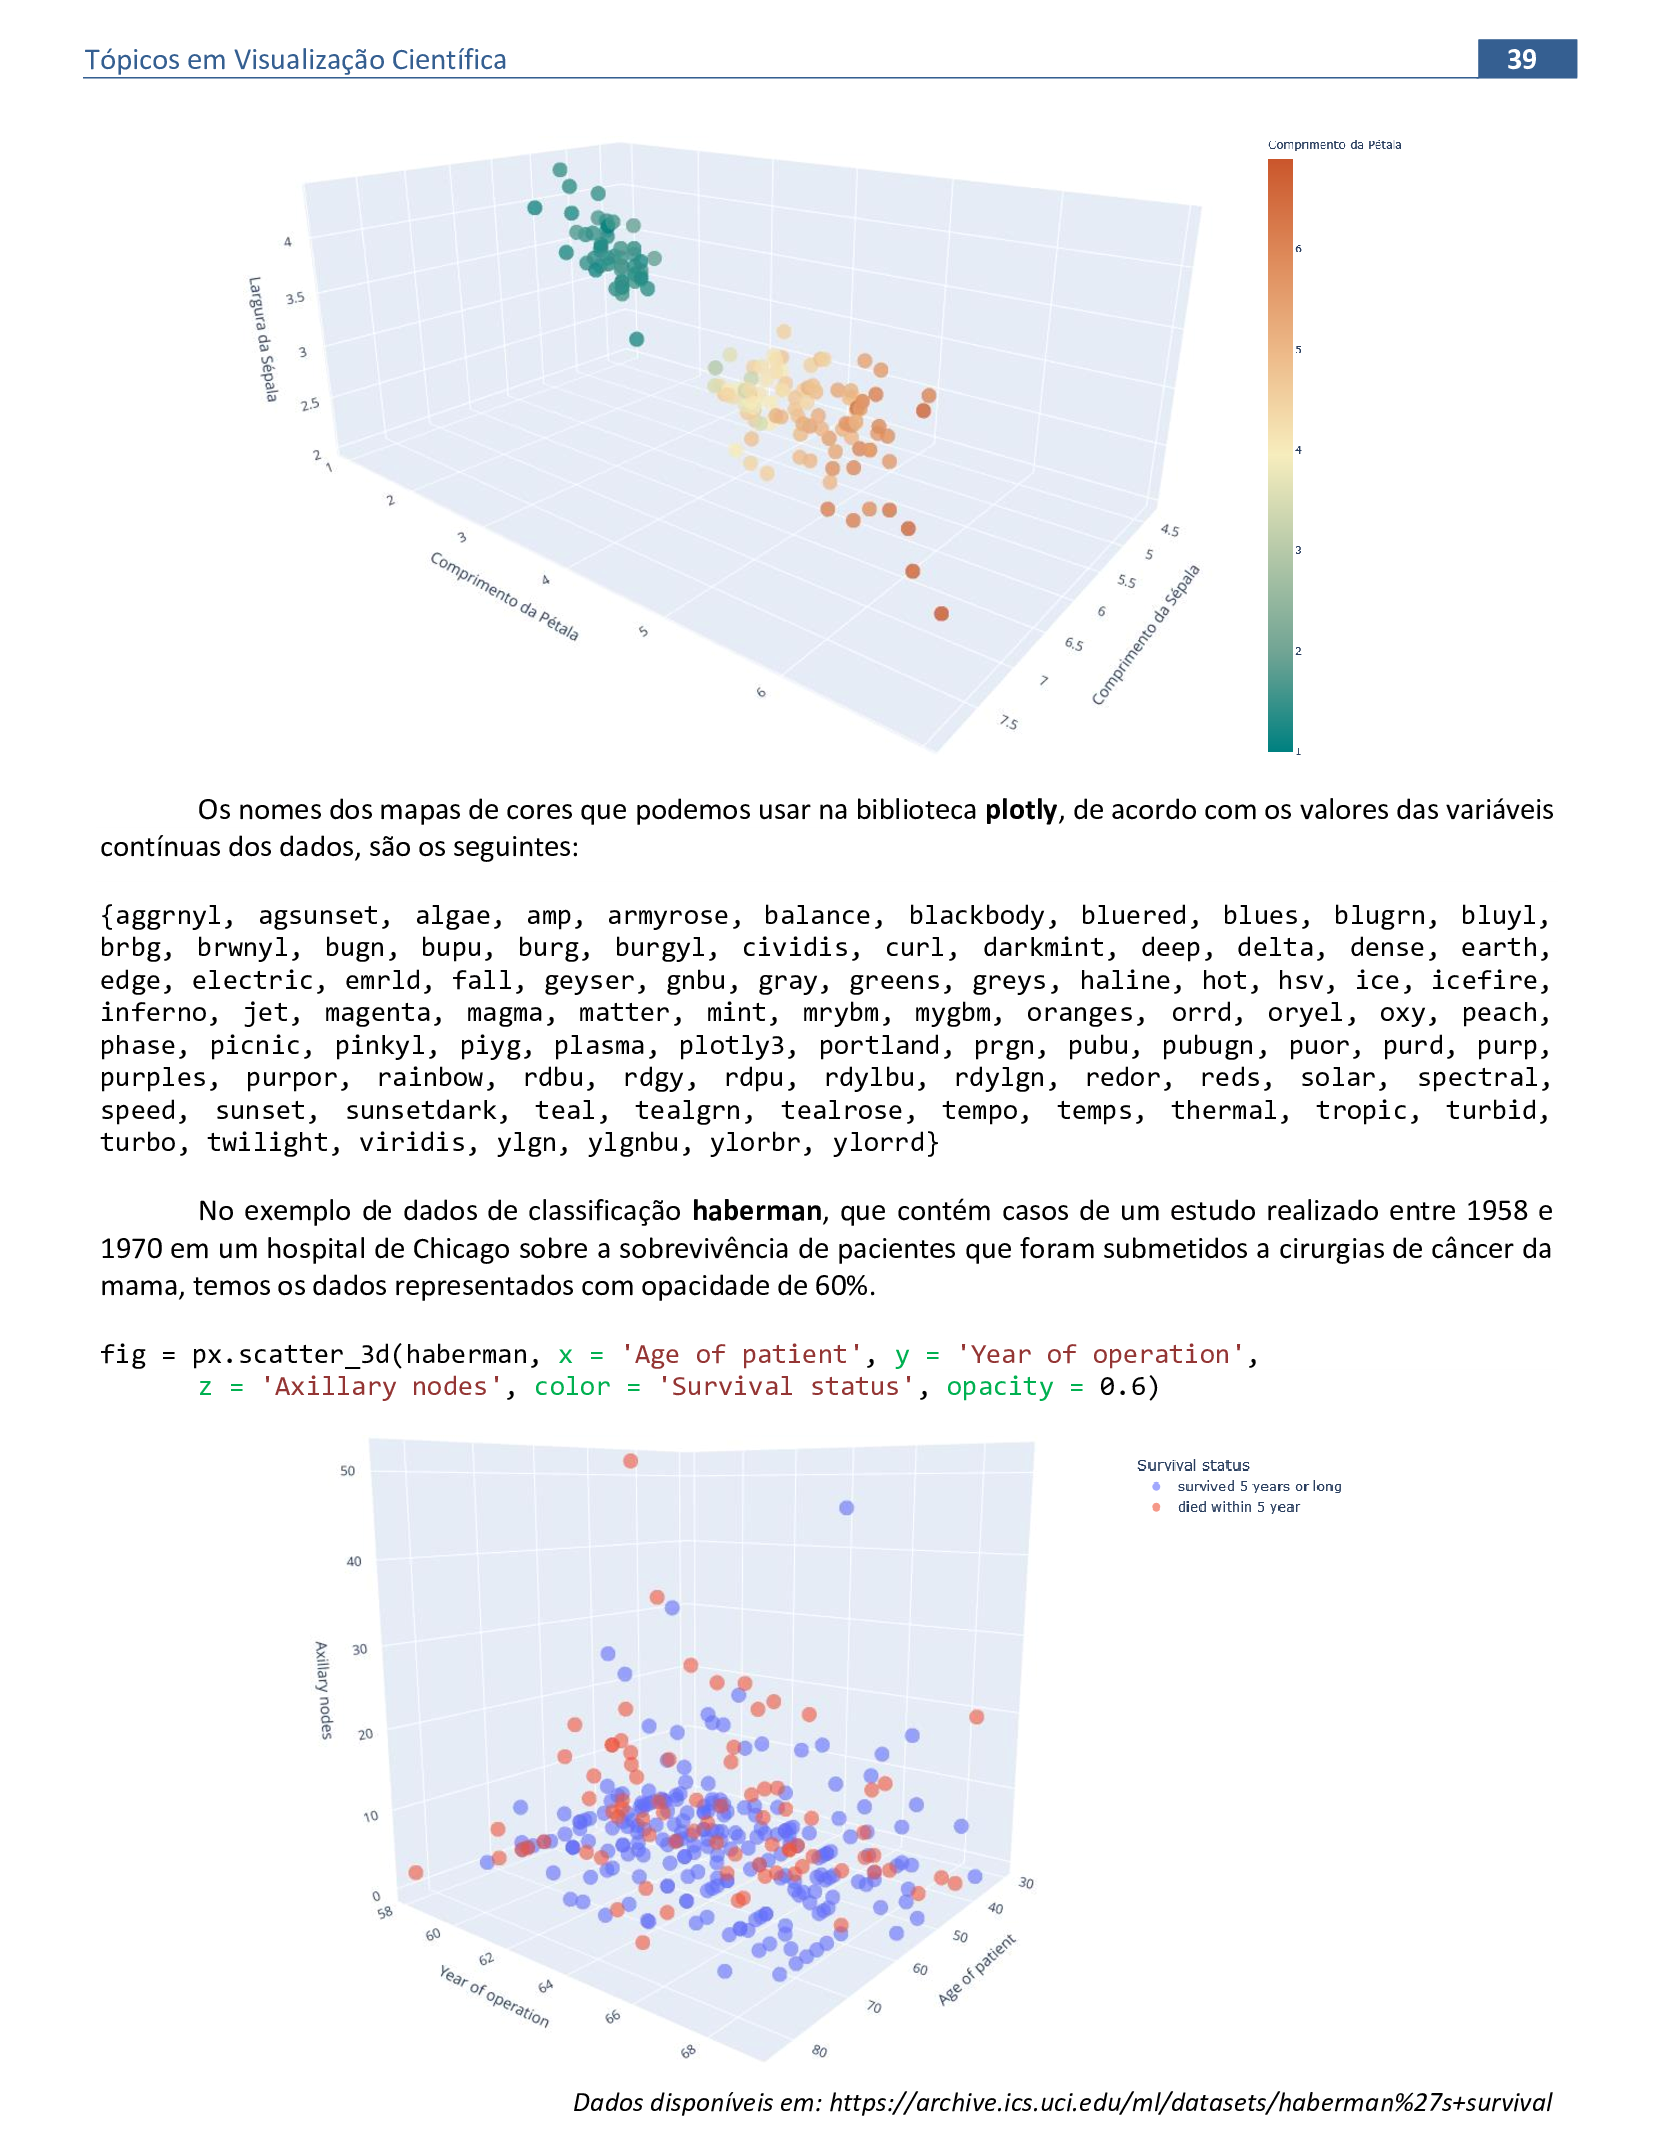 Tópicos em Visualização Científica
39
Comprimento da Pétala
6
5
4
3
2
1
4
3.5
3
2.5
2
Largura da Sépala
1
2
3
4
5
6
Comprimento da Pétala
4.5
5
5.5
6
6.5
7
7.5
Comprimento da Sépala
Os nomes dos mapas de cores que podemos usar na biblioteca plotly, de acordo com os valores das variáveis
contínuas dos dados, são os seguintes:
{aggrnyl, agsunset, algae, amp, armyrose, balance, blackbody, bluered, blues, blugrn, bluyl,
brbg, brwnyl, bugn, bupu, burg, burgyl, cividis, curl, darkmint, deep, delta, dense, earth,
edge, electric, emrld, fall, geyser, gnbu, gray, greens, greys, haline, hot, hsv, ice, icefire,
inferno, jet, magenta, magma, matter, mint, mrybm, mygbm, oranges, orrd, oryel, oxy, peach,
phase, picnic, pinkyl, piyg, plasma, plotly3, portland, prgn, pubu, pubugn, puor, purd, purp,
purples, purpor, rainbow, rdbu, rdgy, rdpu, rdylbu, rdylgn, redor, reds, solar, spectral,
speed, sunset, sunsetdark, teal, tealgrn, tealrose, tempo, temps, thermal, tropic, turbid,
turbo, twilight, viridis, ylgn, ylgnbu, ylorbr, ylorrd}
No exemplo de dados de classificação haberman, que contém casos de um estudo realizado entre 1958 e
1970 em um hospital de Chicago sobre a sobrevivência de pacientes que foram submetidos a cirurgias de câncer da
mama, temos os dados representados com opacidade de 60%.
fig = px.scatter_3d(haberman, x = 'Age of patient', y = 'Year of operation',
z = 'Axillary nodes', color = 'Survival status', opacity = 0.6)
Survival status
survived 5 years or long
died within 5 year
50
40
30
20
10
0
Axillary nodes
58
60
62
64
66
68
Year of operation
30
40
50
60
70
80
Age of patient
Dados disponíveis em: https://archive.ics.uci.edu/ml/datasets/haberman%27s+survival